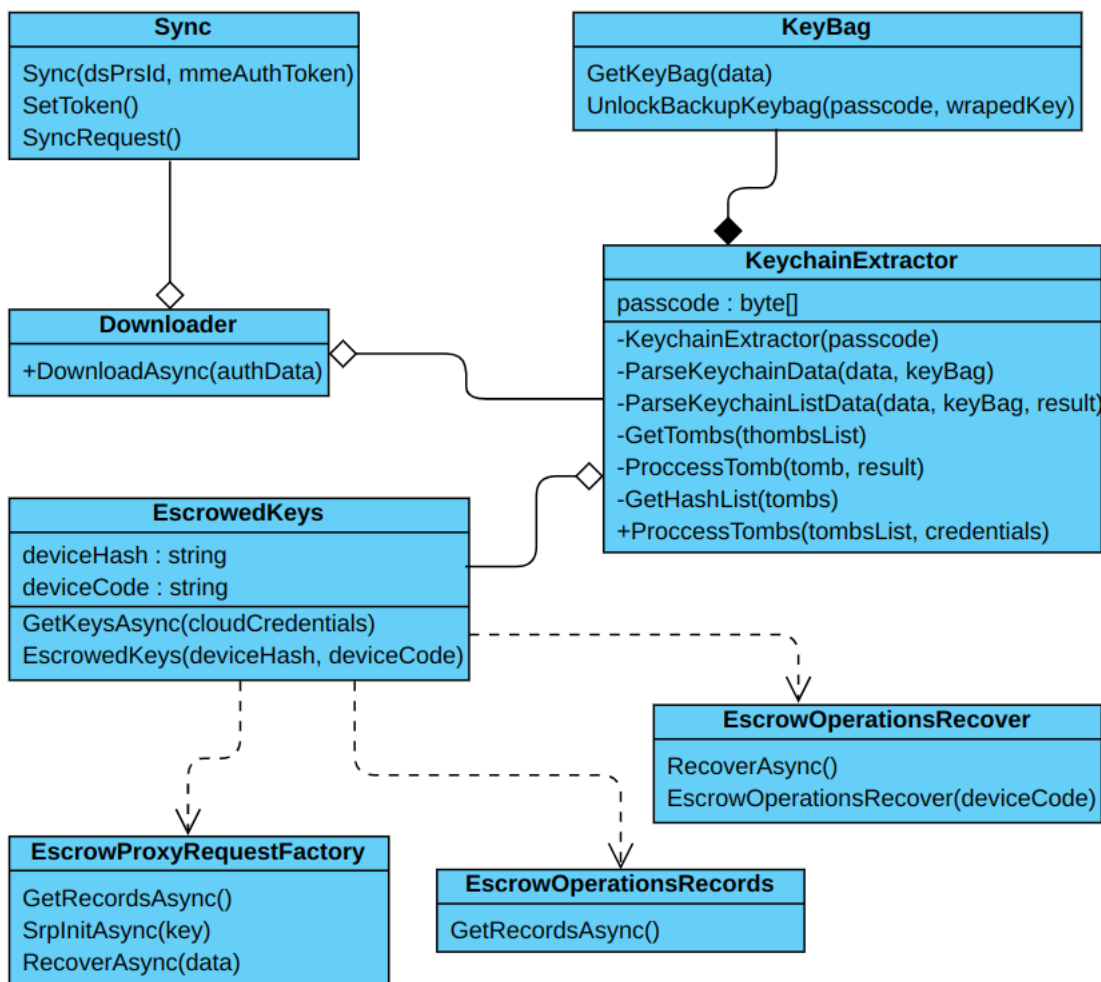 Sync
Sync(dsPrsId, mmeAuthToken)
SetToken()
SyncRequest()
KeyBag
GetKeyBag(data)
UnlockBackupKeybag(passcode, wrapedKey)
Downloader
+DownloadAsync(authData)
KeychainExtractor
passcode : byte[]
-KeychainExtractor(passcode)
-ParseKeychainData(data, keyBag)
-ParseKeychainListData(data, keyBag, result)
-GetTombs(thombsList)
-ProccessTomb(tomb, result)
-GetHashList(tombs)
+ProccessTombs(tombsList, credentials)
EscrowedKeys
deviceHash : string
deviceCode : string
GetKeysAsync(cloudCredentials)
EscrowedKeys(deviceHash, deviceCode)
EscrowOperationsRecover
RecoverAsync()
EscrowOperationsRecover(deviceCode)
EscrowProxyRequestFactory
GetRecordsAsync()
SrpInitAsync(key)
RecoverAsync(data)
EscrowOperationsRecords
GetRecordsAsync()